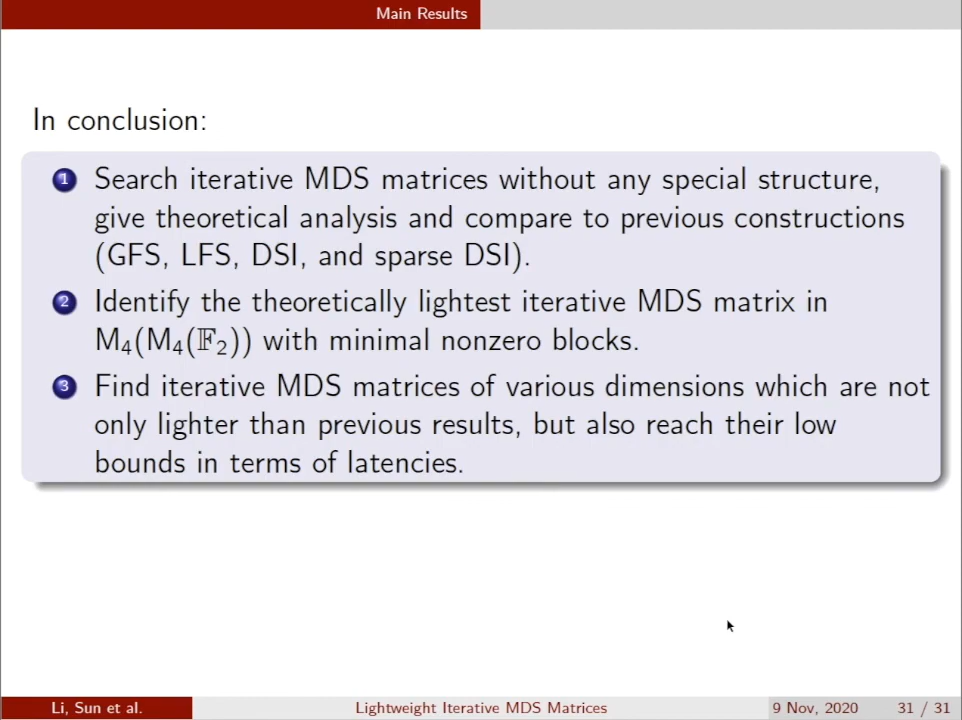 Main Results
In conclusion:
1 Search iterative MDS matrices without any special structure,
give theoretical analysis and compare to previous constructions
(GFS, LFS, DSI, and sparse DSI).
2 Identify the theoretically lightest iterative MDS matrix in
M₄(M₄(𝔽₂)) with minimal nonzero blocks.
3 Find iterative MDS matrices of various dimensions which are not
only lighter than previous results, but also reach their low
bounds in terms of latencies.
Li, Sun et al. Lightweight Iterative MDS Matrices 9 Nov, 2020 31 / 31